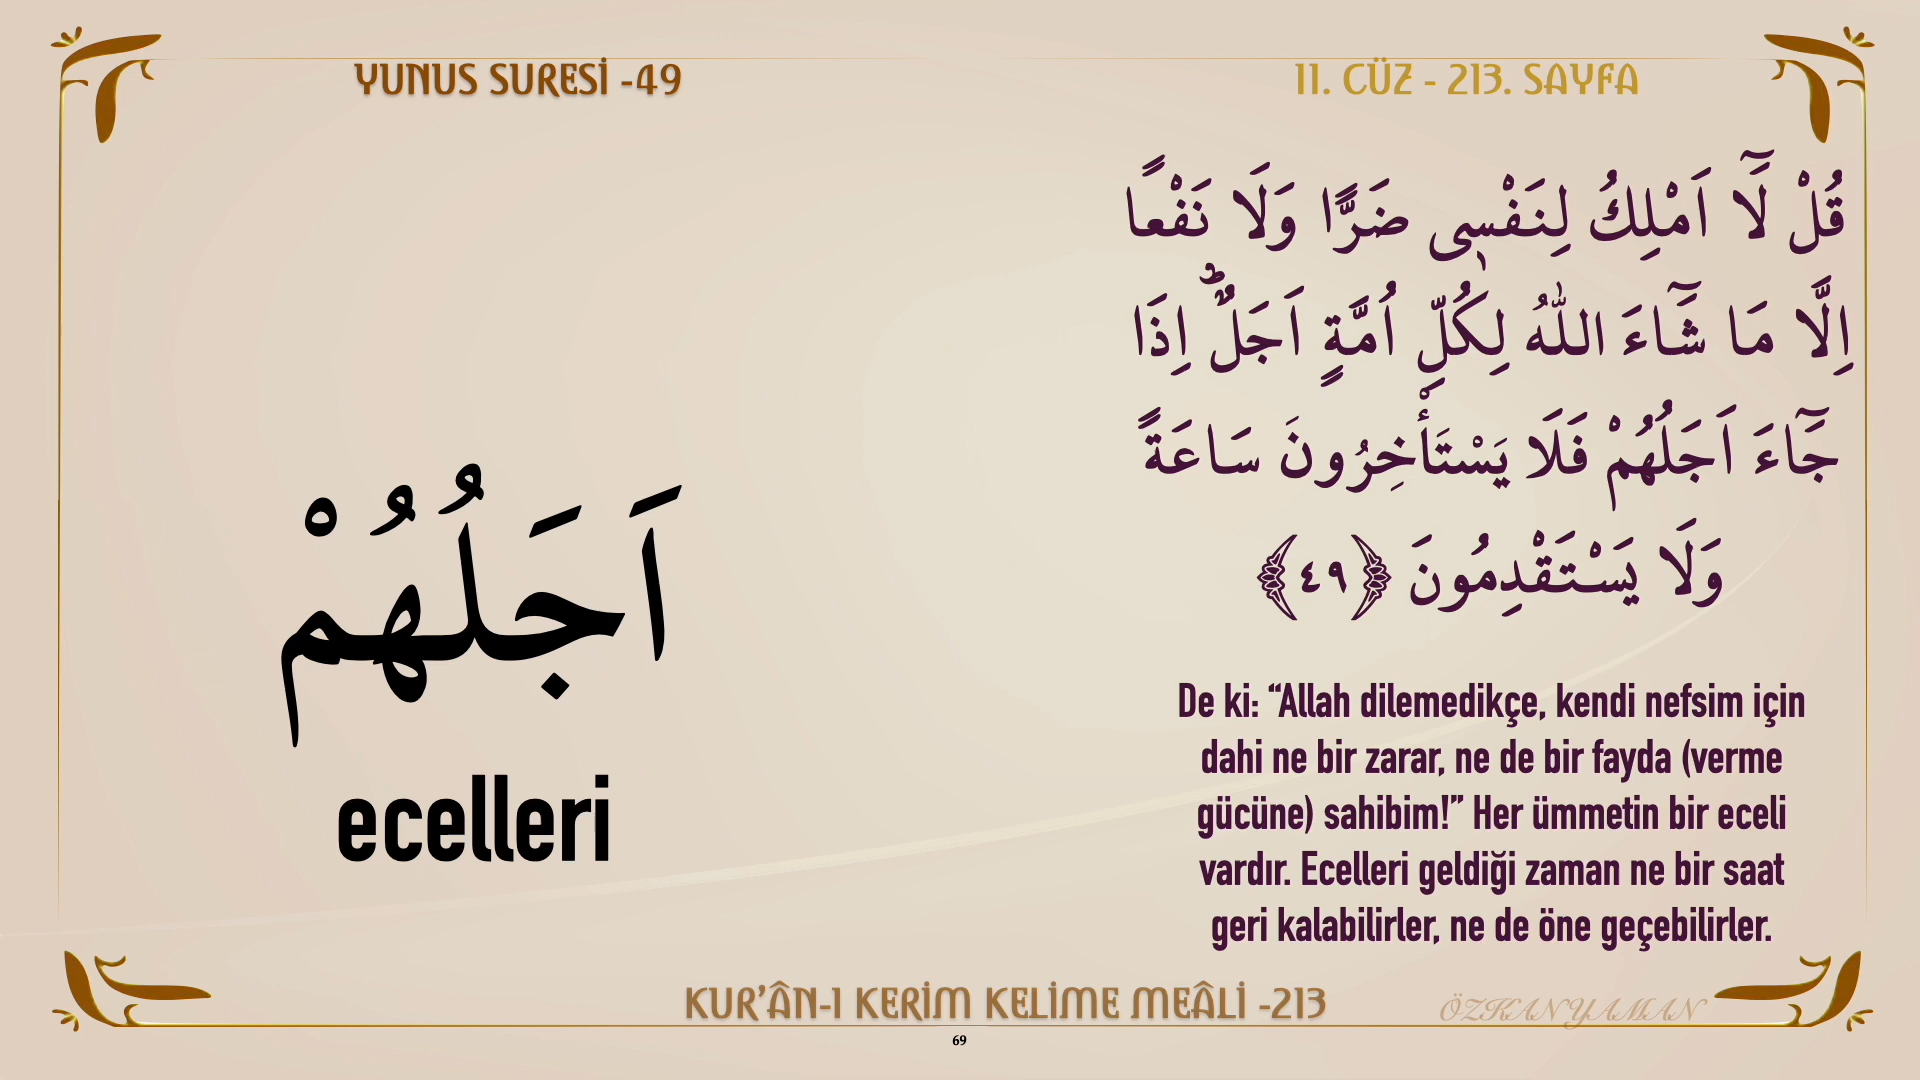 YUNUS SURESİ -49
11. CÜZ - 213. SAYFA
قُلْ لَٓا اَمْلِكُ لِنَفْسٖى ضَرًّا وَلَا نَفْعاً
اِلَّا مَا شَٓاءَ اللّٰهُ لِكُلِّ اُمَّةٍ اَجَلٌؕ اِذَا
جَٓاءَ اَجَلُهُمْ فَلَا يَسْتَأْخِرُونَ سَاعَةً
وَلَا يَسْتَقْدِمُونَ ﴿٤٩﴾
اَجَلُهُمْ
ecelleri
De ki: “Allah dilemedikçe, kendi nefsim için
dahi ne bir zarar, ne de bir fayda (verme
gücüne) sahibim!” Her ümmetin bir eceli
vardır. Ecelleri geldiği zaman ne bir saat
geri kalabilirler, ne de öne geçebilirler.
KUR’ÂN-I KERİM KELİME MEÂLİ -213
ÖZKAN YAMAN
69